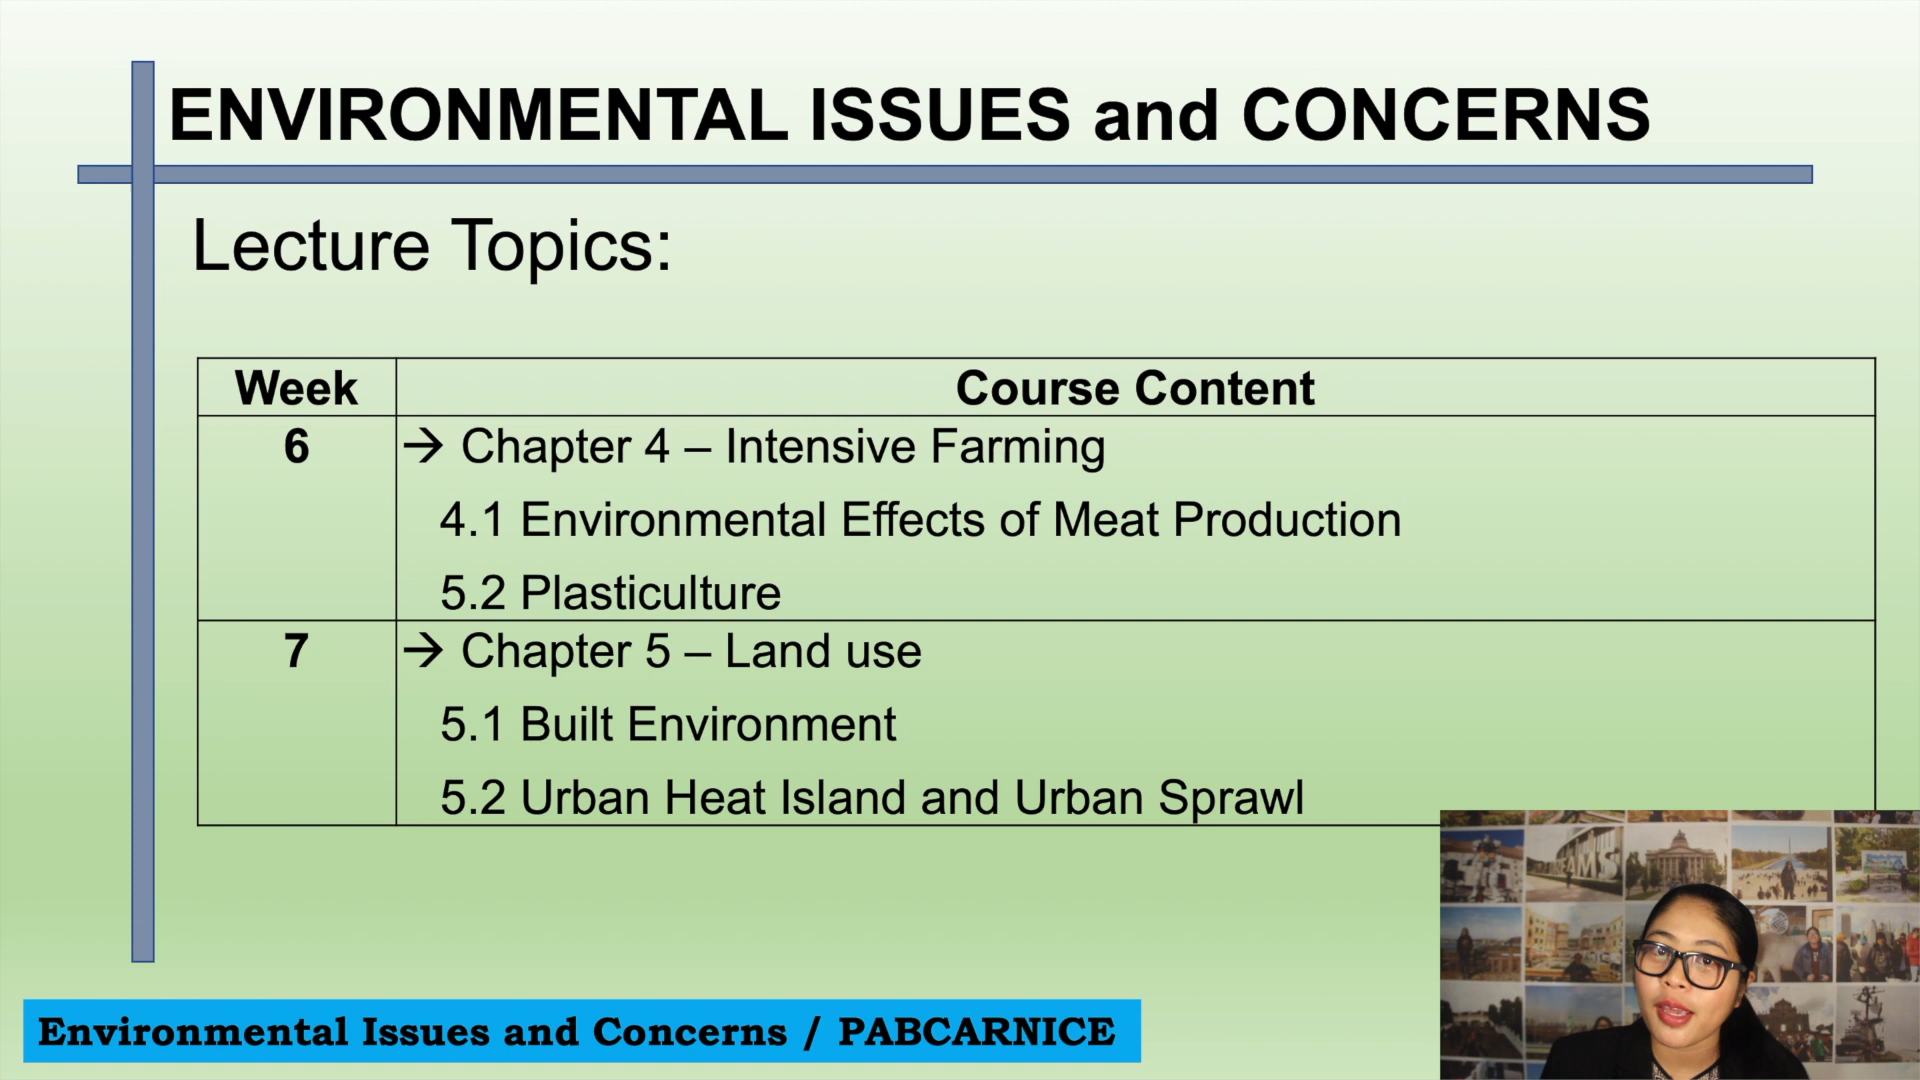 ENVIRONMENTAL ISSUES and CONCERNS
Lecture Topics:
Week Course Content
6 → Chapter 4 – Intensive Farming
4.1 Environmental Effects of Meat Production
5.2 Plasticulture
7 → Chapter 5 – Land use
5.1 Built Environment
5.2 Urban Heat Island and Urban Sprawl
Environmental Issues and Concerns / PABCARNICE